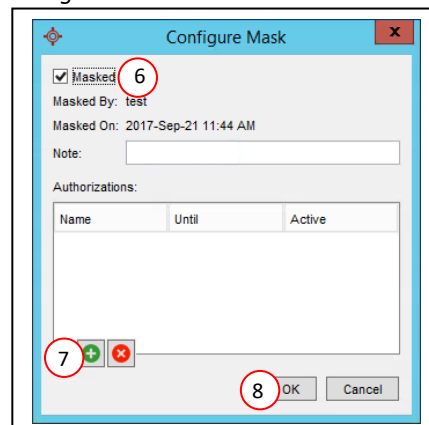 Configure Mask
x
Masked 6
Masked By: test
Masked On: 2017-Sep-21 11:44 AM
Note:
Authorizations:
Name Until Active
7
8 OK Cancel